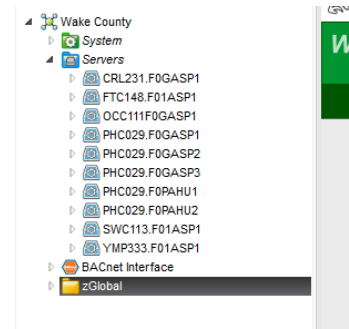 Wake County
System
Servers
CRL231.F0GASP1
FTC148.F01ASP1
OCC111F0GASP1
PHC029.F0GASP1
PHC029.F0GASP2
PHC029.F0GASP3
PHC029.F0PAHU1
PHC029.F0PAHU2
SWC113.F01ASP1
YMP333.F01ASP1
BACnet Interface
zGlobal
W